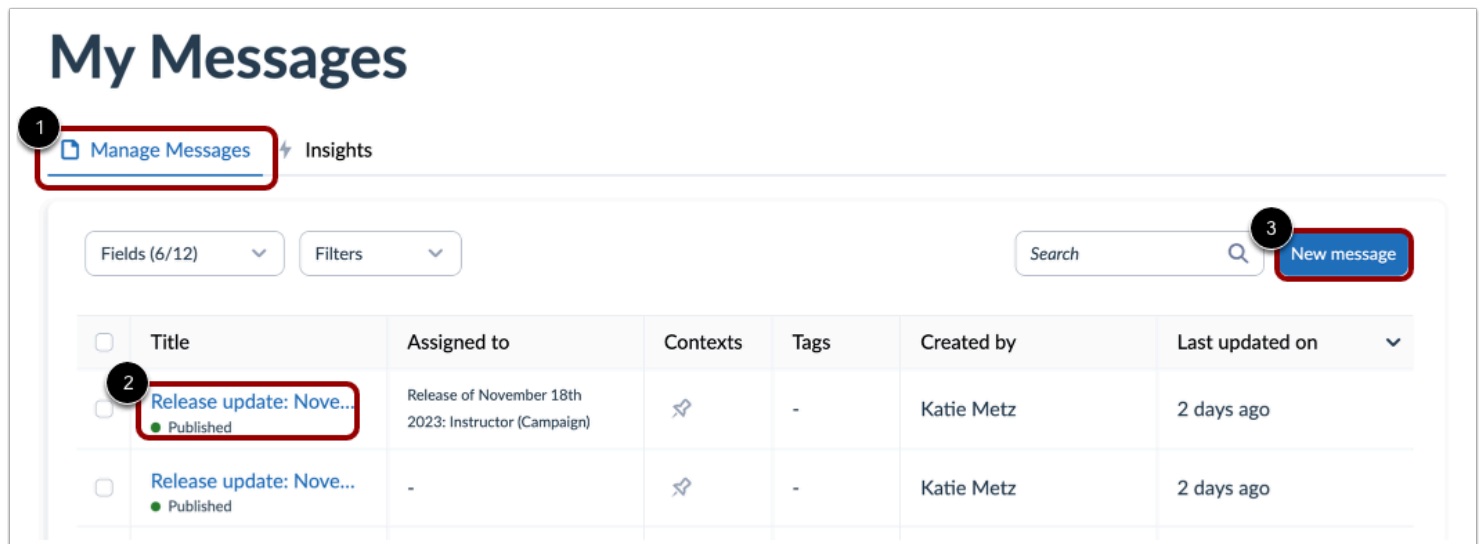 My Messages
1
Manage Messages Insights
3
Fields (6/12) Filters Search New message
Title Assigned to Contexts Tags Created by Last updated on
2
Release update: Nove... Release of November 18th
2023: Instructor (Campaign) - Katie Metz 2 days ago
Published
Release update: Nove... - - Katie Metz 2 days ago
Published